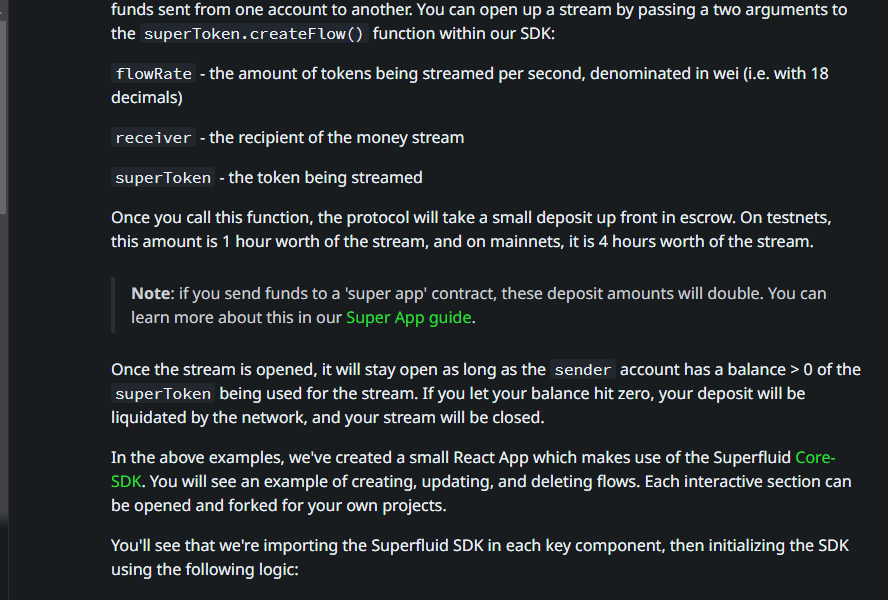 funds sent from one account to another. You can open up a stream by passing a two arguments to
the superToken.createFlow() function within our SDK:
flowRate - the amount of tokens being streamed per second, denominated in wei (i.e. with 18
decimals)
receiver - the recipient of the money stream
superToken - the token being streamed
Once you call this function, the protocol will take a small deposit up front in escrow. On testnets,
this amount is 1 hour worth of the stream, and on mainnets, it is 4 hours worth of the stream.
Note: if you send funds to a 'super app' contract, these deposit amounts will double. You can
learn more about this in our Super App guide.
Once the stream is opened, it will stay open as long as the sender account has a balance > 0 of the
superToken being used for the stream. If you let your balance hit zero, your deposit will be
liquidated by the network, and your stream will be closed.
In the above examples, we've created a small React App which makes use of the Superfluid Core-
SDK. You will see an example of creating, updating, and deleting flows. Each interactive section can
be opened and forked for your own projects.
You'll see that we're importing the Superfluid SDK in each key component, then initializing the SDK
using the following logic: